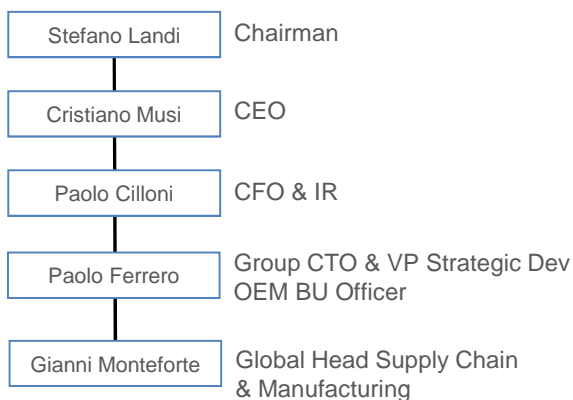 Stefano Landi
Chairman
Cristiano Musi
CEO
Paolo Cilloni
CFO & IR
Paolo Ferrero
Group CTO & VP Strategic Dev
OEM BU Officer
Gianni Monteforte
Global Head Supply Chain
& Manufacturing